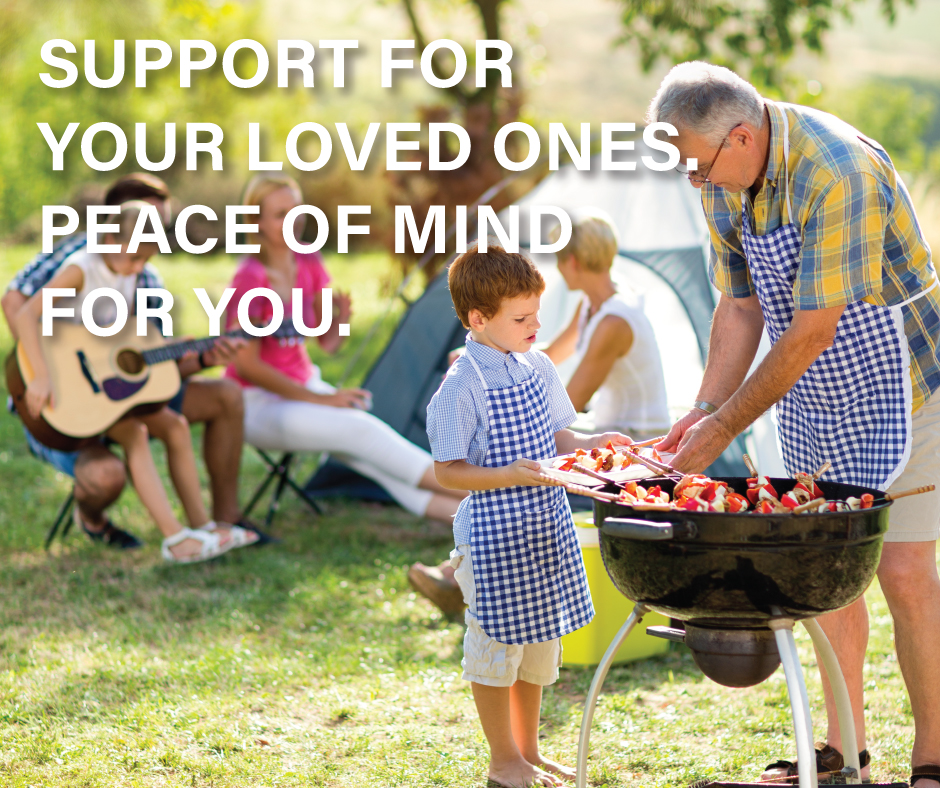 SUPPORT FOR
YOUR LOVED ONES.
PEACE OF MIND
FOR YOU.